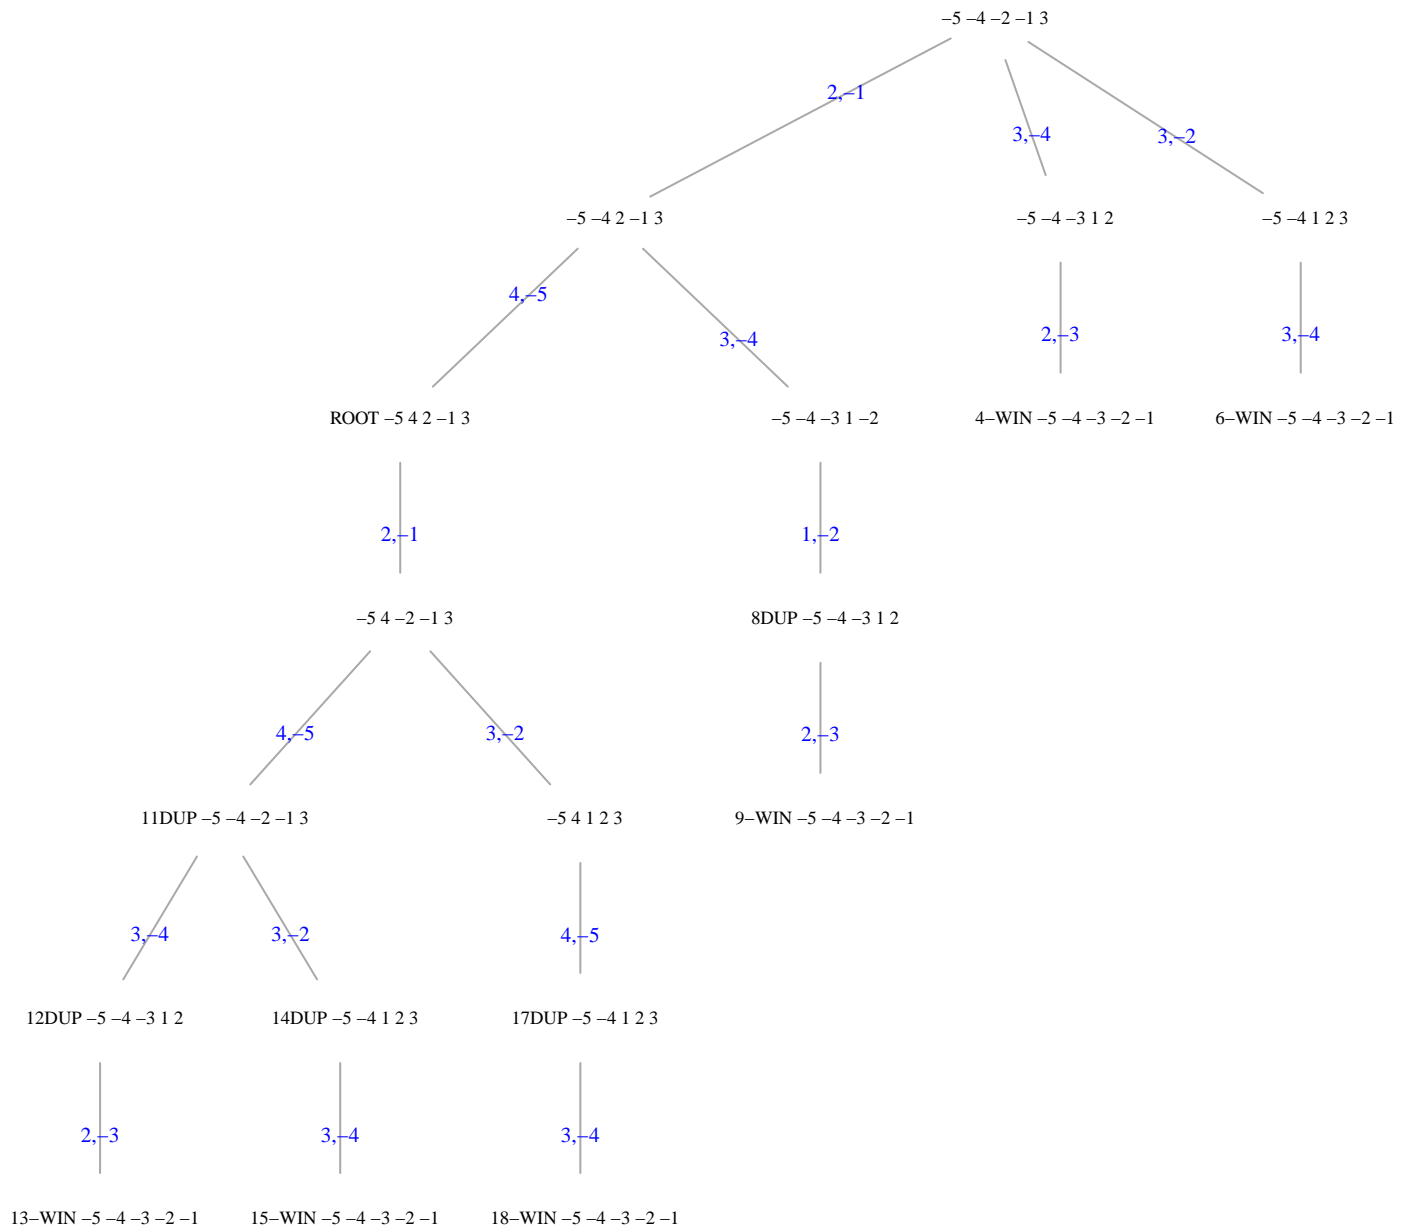 –5 –4 –2 –1 3
2,–1
3,–4
3,–2
–5 –4 2 –1 3
–5 –4 –3 1 2
–5 –4 1 2 3
4,–5
3,–4
2,–3
3,–4
ROOT –5 4 2 –1 3
–5 –4 –3 1 –2
4–WIN –5 –4 –3 –2 –1
6–WIN –5 –4 –3 –2 –1
2,–1
1,–2
–5 4 –2 –1 3
8DUP –5 –4 –3 1 2
4,–5
3,–2
2,–3
11DUP –5 –4 –2 –1 3
–5 4 1 2 3
9–WIN –5 –4 –3 –2 –1
3,–4
3,–2
4,–5
12DUP –5 –4 –3 1 2
14DUP –5 –4 1 2 3
17DUP –5 –4 1 2 3
2,–3
3,–4
3,–4
13–WIN –5 –4 –3 –2 –1
15–WIN –5 –4 –3 –2 –1
18–WIN –5 –4 –3 –2 –1